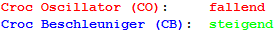 Croc Oscillator (CO): fallend
Croc Beschleuniger (CB): steigend